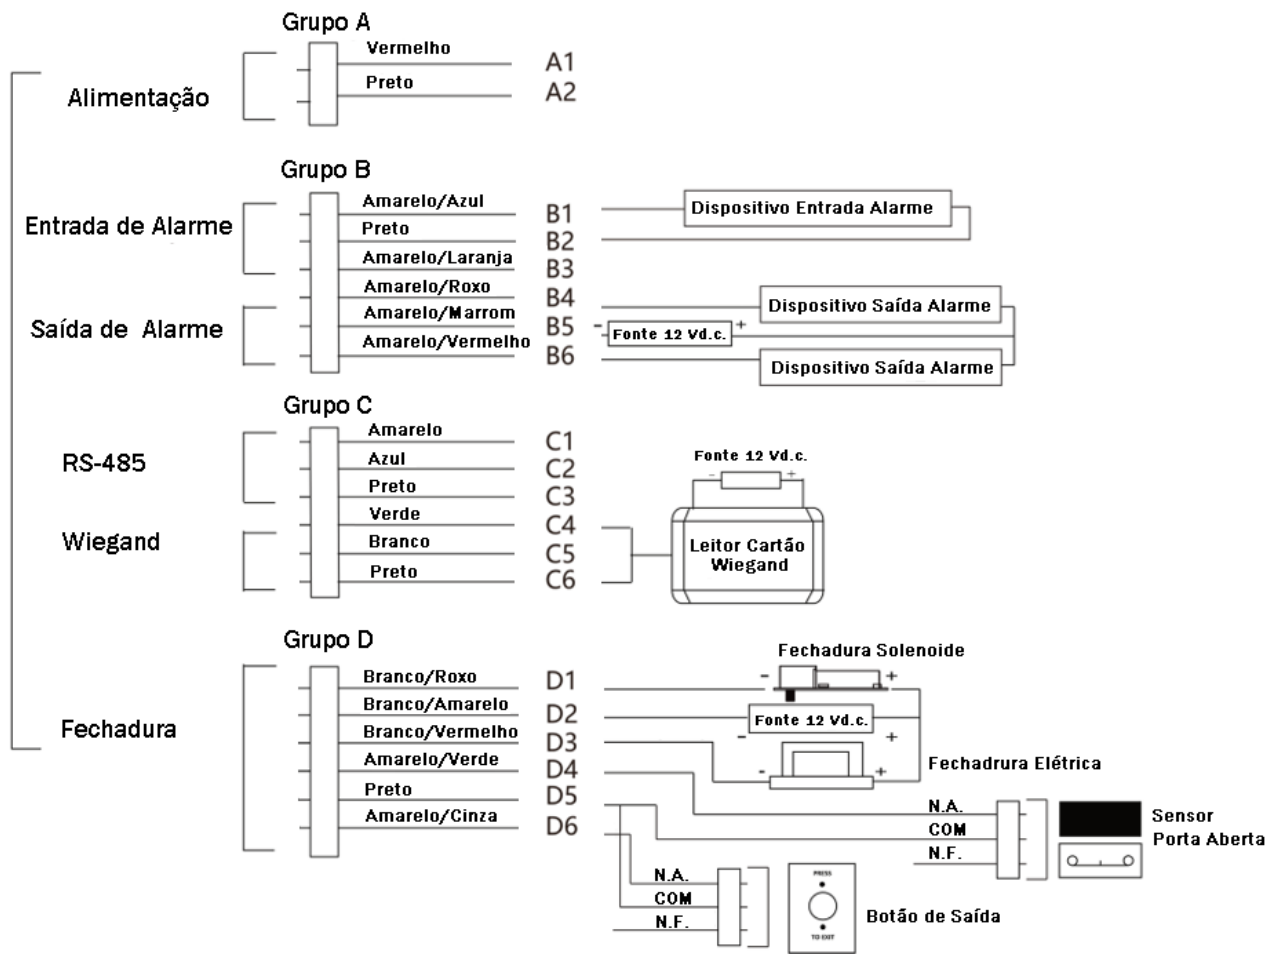 Grupo A
Vermelho
A1
Alimentação
Preto
A2
Grupo B
Entrada de Alarme
Amarelo/Azul
B1
Dispositivo Entrada Alarme
Preto
B2
Amarelo/Laranja
B3
Saída de Alarme
Amarelo/Roxo
B4
Dispositivo Saída Alarme
Amarelo/Marrom
B5
- Fonte 12 Vd.c. +
Amarelo/Vermelho
B6
Dispositivo Saída Alarme
Grupo C
RS-485
Amarelo
C1
Azul
C2
Preto
C3
Wiegand
Verde
C4
Branco
C5
Preto
C6
Fonte 12 Vd.c.
- +
Leitor Cartão
Wiegand
Grupo D
Fechadura
Branco/Roxo
D1
Branco/Amarelo
D2
Branco/Vermelho
D3
Amarelo/Verde
D4
Preto
D5
Amarelo/Cinza
D6
Fechadura Solenoide
- +
Fonte 12 Vd.c.
- +
- +
Fechadrura Elétrica
N.A.
COM
N.F.
Sensor
Porta Aberta
N.A.
COM
N.F.
PRESS
TO EXIT
Botão de Saída